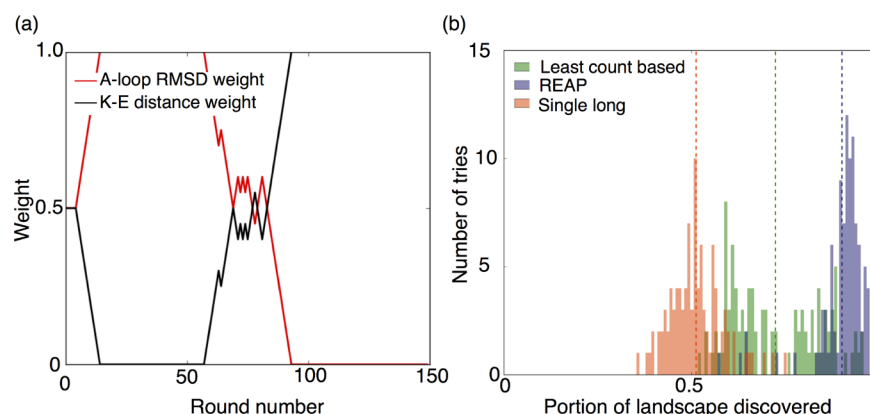 (a)
1.0
0.5
0
Weight
A-loop RMSD weight
K-E distance weight
0
50
100
150
Round number
(b)
15
10
5
0
Number of tries
Least count based
REAP
Single long
0
0.5
Portion of landscape discovered